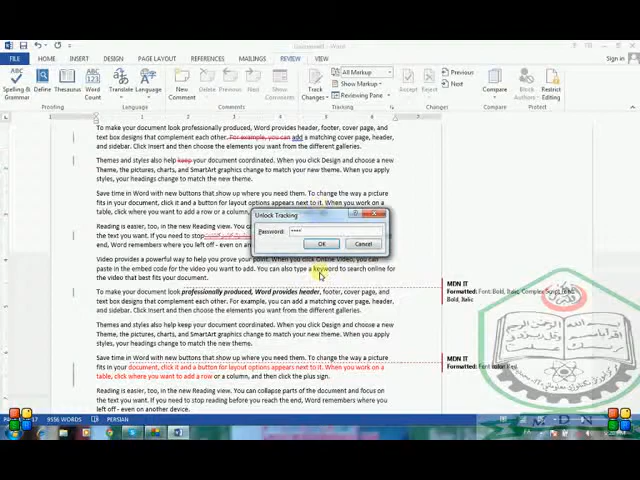 Document1 - Word
Sign in
FILE HOME INSERT DESIGN PAGE LAYOUT REFERENCES MAILINGS REVIEW VIEW
Spelling & Grammar
Define
Thesaurus
Word Count
Translate
Language
New Comment
Track Changes
All Markup
Show Markup
Reviewing Pane
Accept
Reject
Previous
Next
Compare
Block Authors
Restrict Editing
Proofing
Language
Comments
Tracking
Changes
Compare
Protect
To make your document look professionally produced, Word provides header, footer, cover page, and
text box designs that complement each other. For example, you can add a matching cover page, header,
and sidebar. Click Insert and choose the elements you want from the different galleries.
Themes and styles also help keep your document coordinated. When you click Design and choose a new
Theme, the pictures, charts, and SmartArt graphics change to match your new theme. When you apply
styles, your headings change to match the new theme.
Save time in Word with new buttons that show up where you need them. To change the way a picture
fits in your document, click it and a button for layout options appears next to it. When you work on a
table, click where you want to add a row
Reading is easier, too, in the new Reading view. You
and focus on the text you want. If you need to stop
end, Word remembers where you left off - even on
Unlock Tracking
Password: ****
OK
Cancel
Video provides a powerful way to help you prove your point. When you click Online Video, you can
paste in the embed code for the video you want to add. You can also type a keyword to search online for
the video that best fits your document.
To make your document look professionally produced, Word provides header, footer, cover page, and
text box designs that complement each other. For example, you can add a matching cover page, header,
and sidebar. Click Insert and choose the elements you want from the different galleries.
Themes and styles also help keep your document coordinated. When you click Design and choose a new
Theme, the pictures, charts, and SmartArt graphics change to match your new theme. When you apply
styles, your headings change to match the new theme.
Save time in Word with new buttons that show up where you need them. To change the way a picture
fits in your document, click it and a button for layout options appears next to it. When you work on a
table, click where you want to add a row or a column, and then click the plus sign.
Reading is easier, too, in the new Reading view. You can collapse parts of the document and focus on
the text you want. If you need to stop reading before you reach the end, Word remembers where you
left off - even on another device.
MDN IT
Formatted: Font: Bold, Italic, Complex Script Font:
Bold, Italic
MDN IT
Formatted: Font color: Red
9556 WORDS
M D N
FA